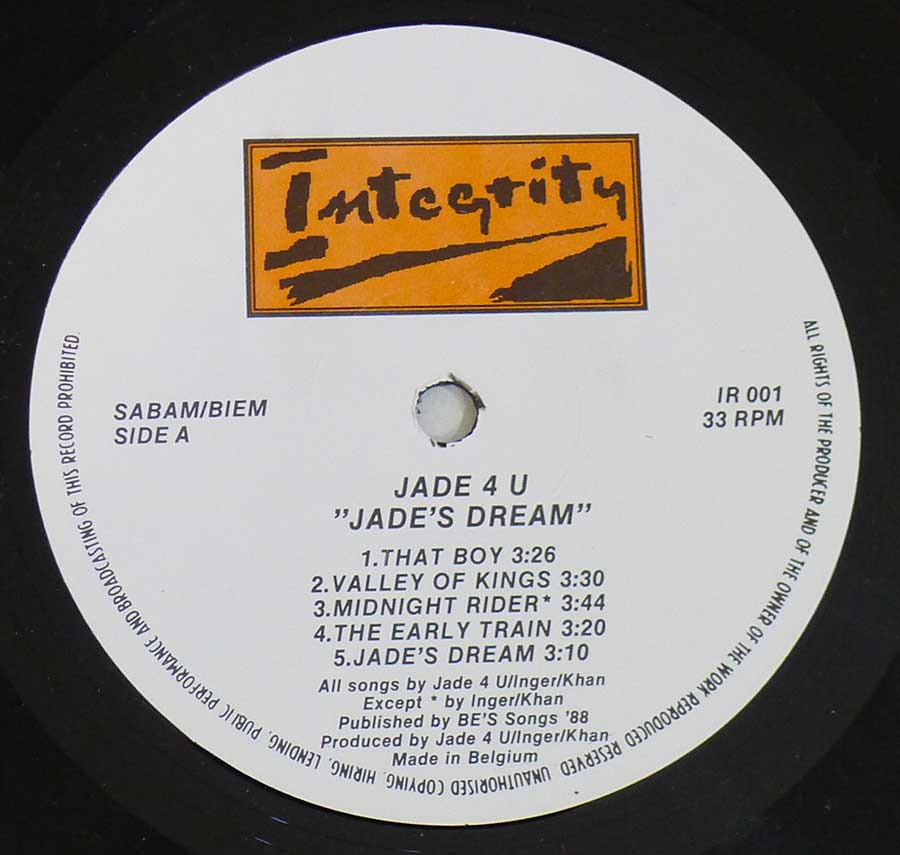 Integrity
SABAM/BIEM
SIDE A
IR 001
33 RPM
JADE 4 U
"JADE'S DREAM"
1.THAT BOY 3:26
2.VALLEY OF KINGS 3:30
3.MIDNIGHT RIDER* 3:44
4.THE EARLY TRAIN 3:20
5.JADE'S DREAM 3:10
All songs by Jade 4 U/Inger/Khan
Except * by Inger/Khan
Published by BE'S Songs '88
Produced by Jade 4 U/Inger/Khan
Made in Belgium
ALL RIGHTS OF THE PRODUCER AND OF THE OWNER OF THE WORK REPRODUCED RESERVED. UNAUTHORISED COPYING, HIRING, LENDING, PUBLIC PERFORMANCE AND BROADCASTING OF THIS RECORD PROHIBITED.